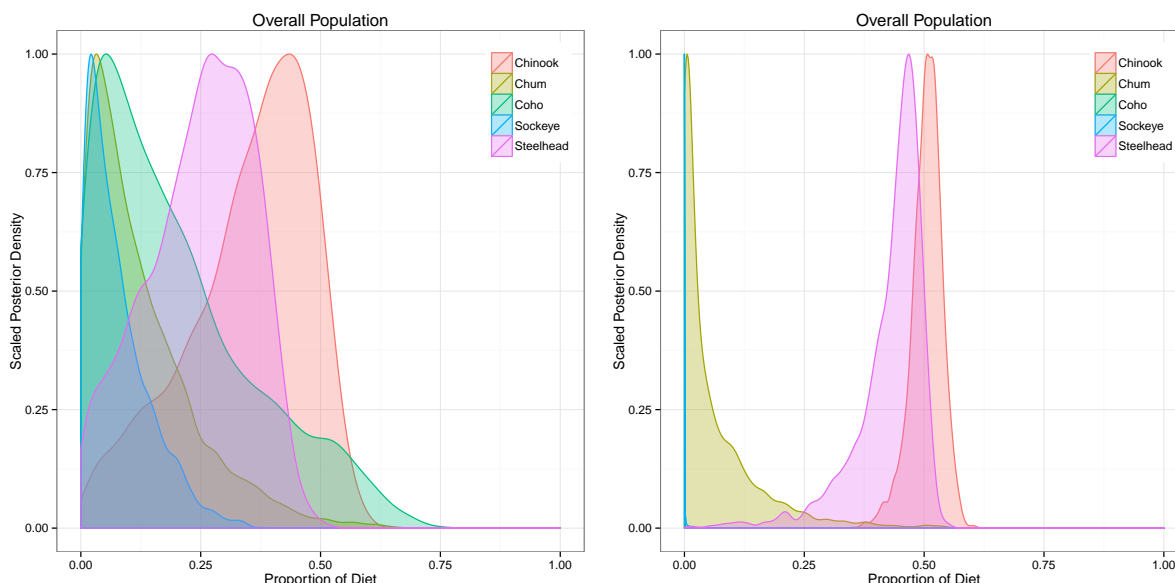 Overall Population
Scaled Posterior Density
1.00
0.75
0.50
0.25
0.00
Chinook
Chum
Coho
Sockeye
Steelhead
0.00 0.25 0.50 0.75 1.00
Proportion of Diet
Overall Population
Scaled Posterior Density
1.00
0.75
0.50
0.25
0.00
Chinook
Chum
Coho
Sockeye
Steelhead
0.00 0.25 0.50 0.75 1.00
Proportion of Diet